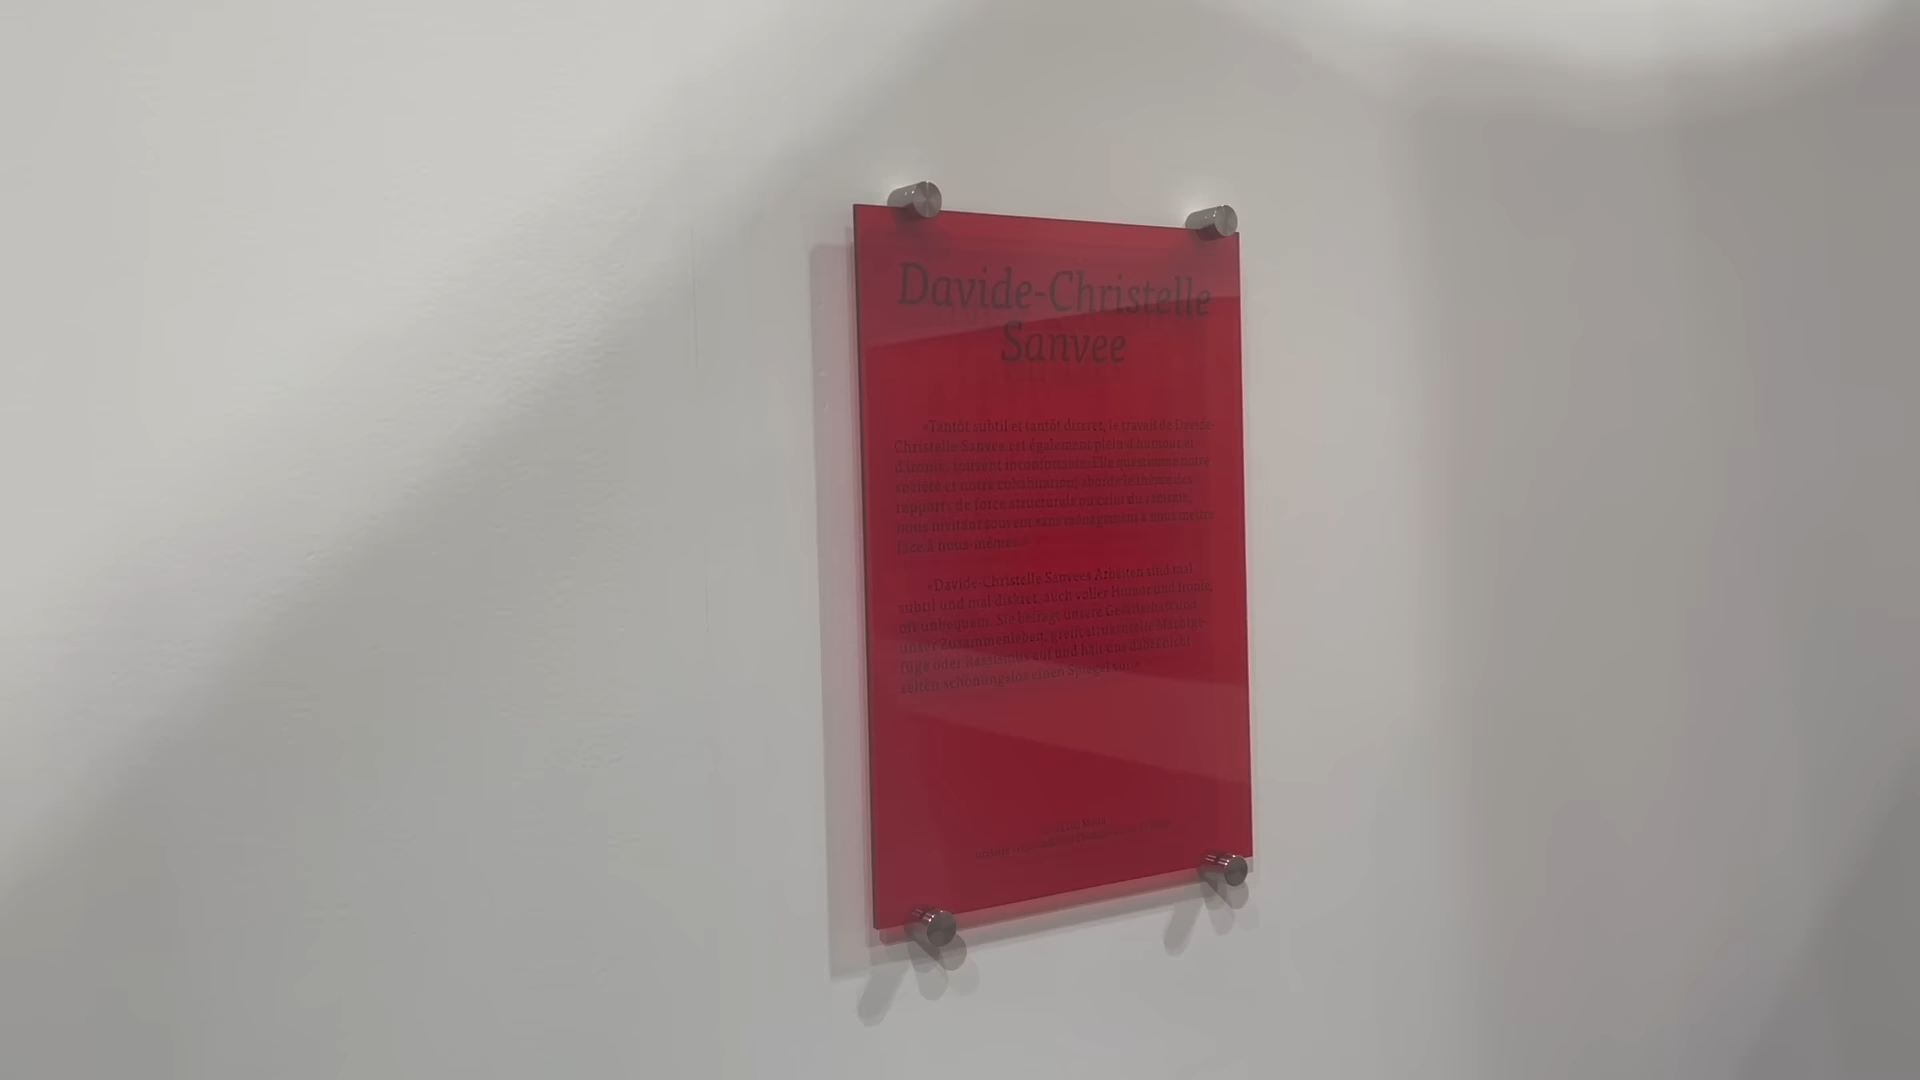 Davide-Christelle
Sanvee
«Tantôt subtil et tantôt discret, le travail de Davide-
Christelle Sanvee est également plein d'humour et
d'ironie, souvent inconfortable. Elle questionne notre
société et notre cohabitation, aborde le thème des
rapports de force structurels ou celui du racisme,
nous invitant souvent sans ménagement à nous mettre
face à nous-mêmes.»
«Davide-Christelle Sanvees Arbeiten sind mal
subtil und mal diskret, auch voller Humor und Ironie,
oft unbequem. Sie befragt unsere Gesellschaft und
unser Zusammenleben, greift strukturelle Machtge-
füge oder Rassismus auf und hält uns dabei nicht
selten schonungslos einen Spiegel vor.»